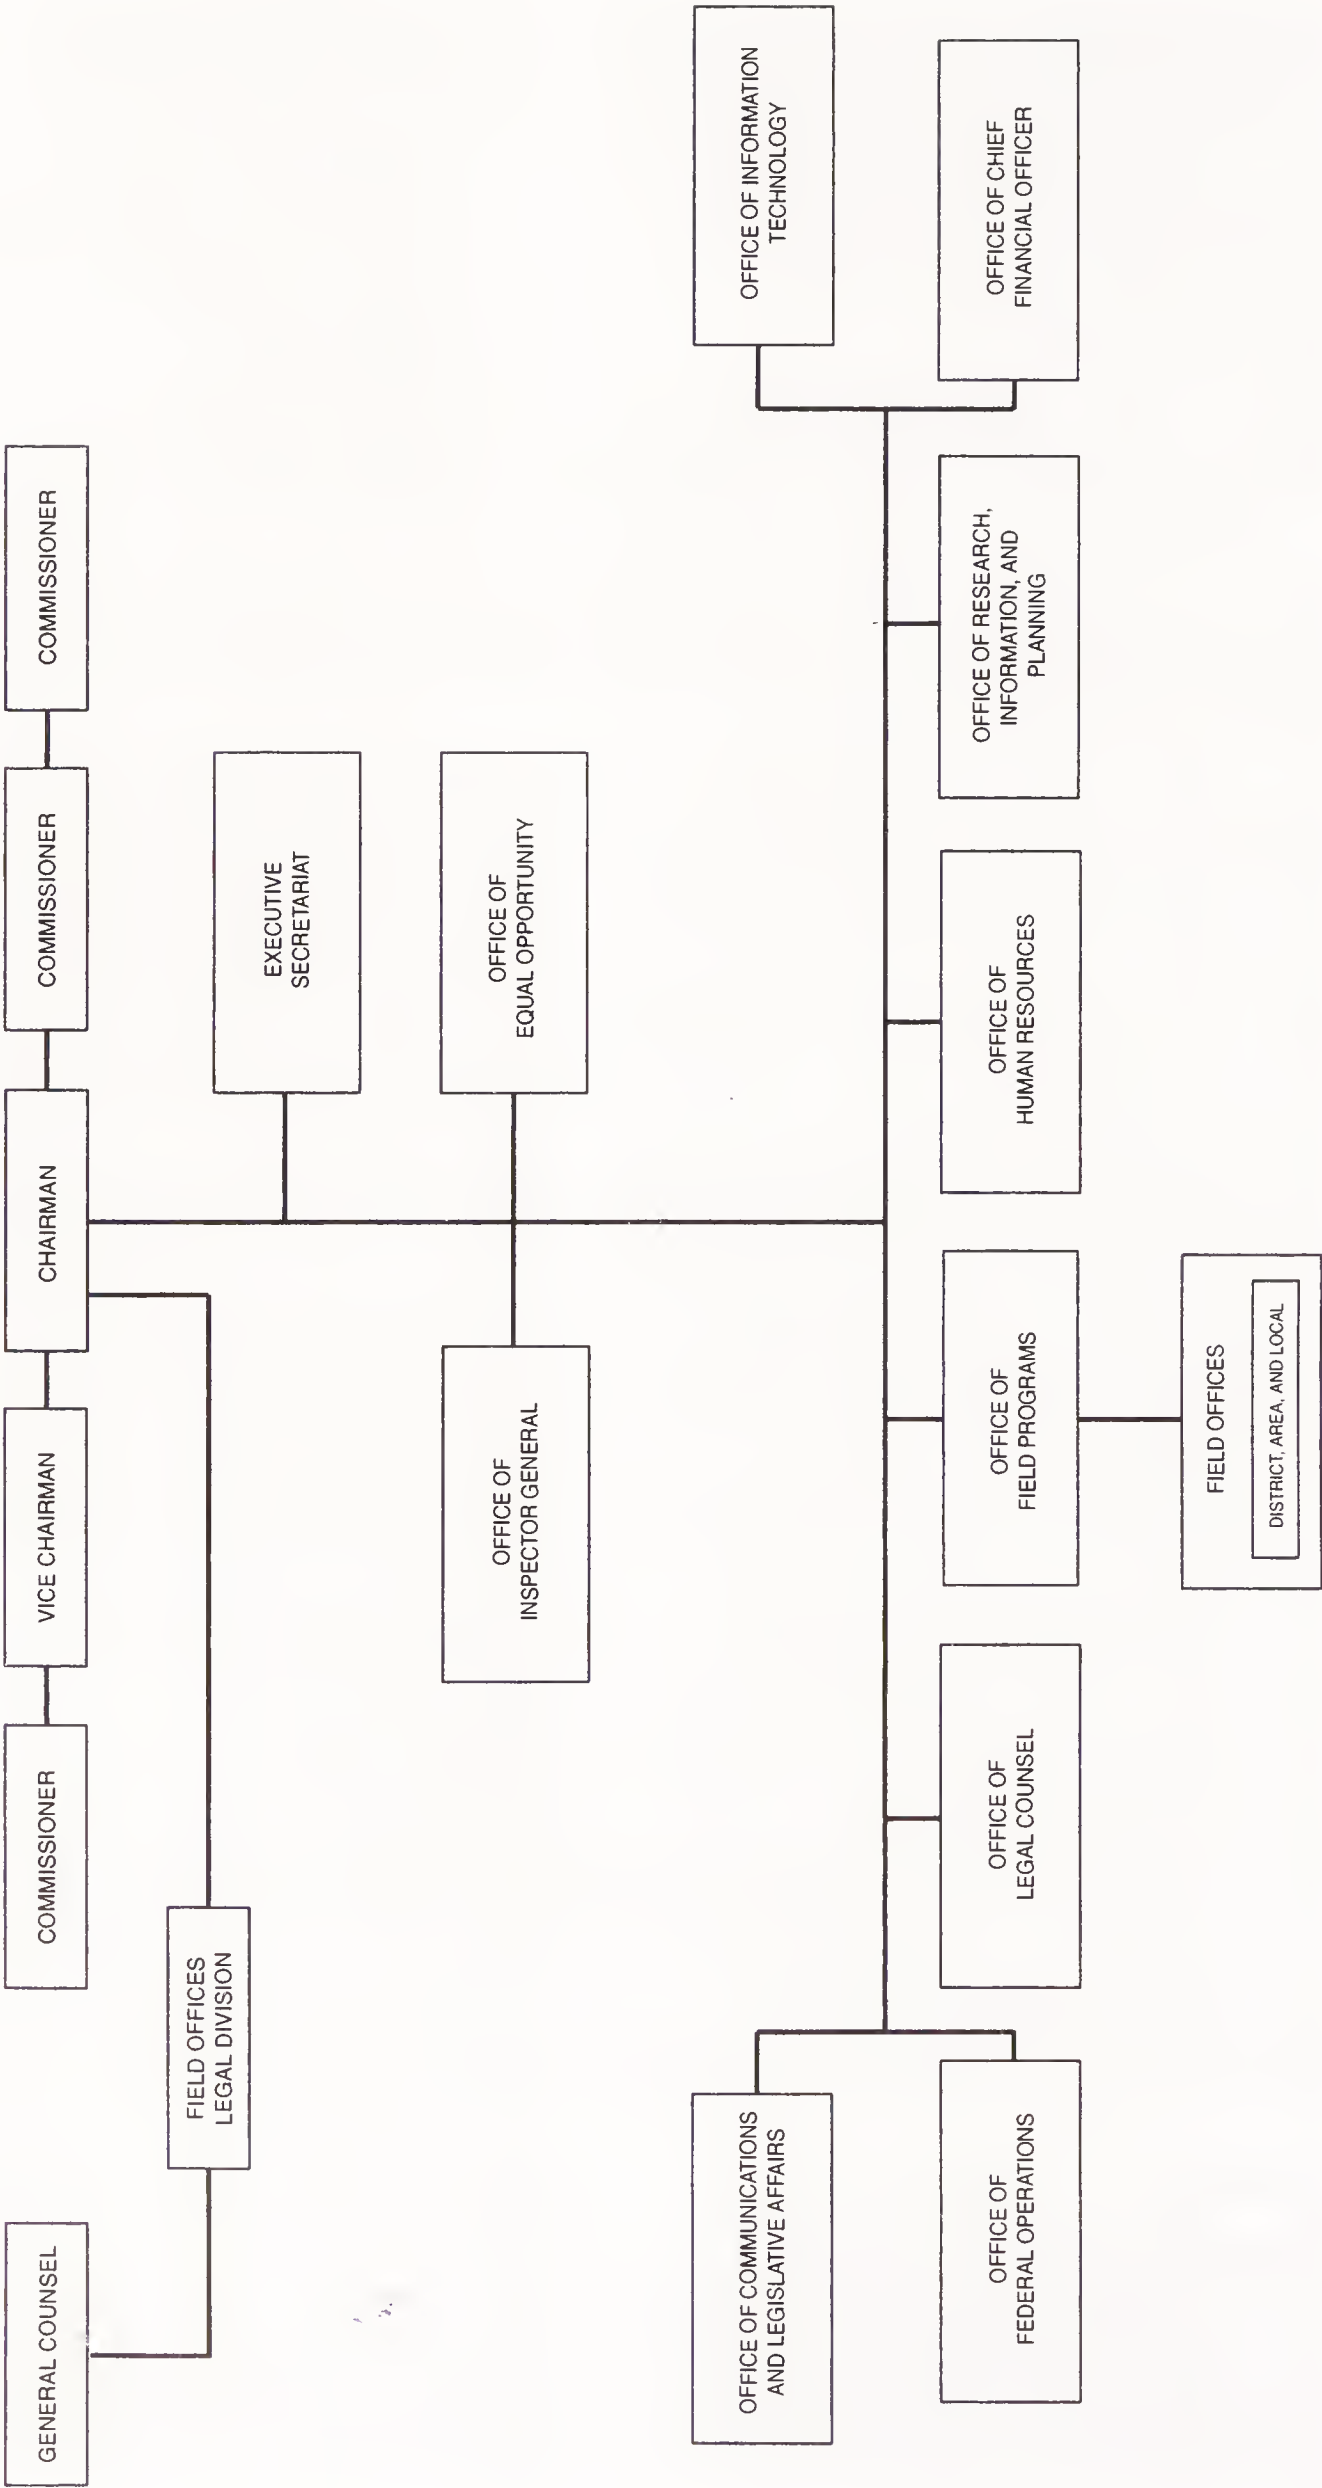 GENERAL COUNSEL
COMMISSIONER
VICE CHAIRMAN
CHAIRMAN
COMMISSIONER
COMMISSIONER
FIELD OFFICES
LEGAL DIVISION
EXECUTIVE
SECRETARIAT
OFFICE OF
INSPECTOR GENERAL
OFFICE OF
EQUAL OPPORTUNITY
OFFICE OF COMMUNICATIONS
AND LEGISLATIVE AFFAIRS
OFFICE OF INFORMATION
TECHNOLOGY
OFFICE OF
FEDERAL OPERATIONS
OFFICE OF
LEGAL COUNSEL
OFFICE OF
FIELD PROGRAMS
OFFICE OF
HUMAN RESOURCES
OFFICE OF RESEARCH,
INFORMATION, AND
PLANNING
OFFICE OF CHIEF
FINANCIAL OFFICER
FIELD OFFICES
DISTRICT, AREA, AND LOCAL